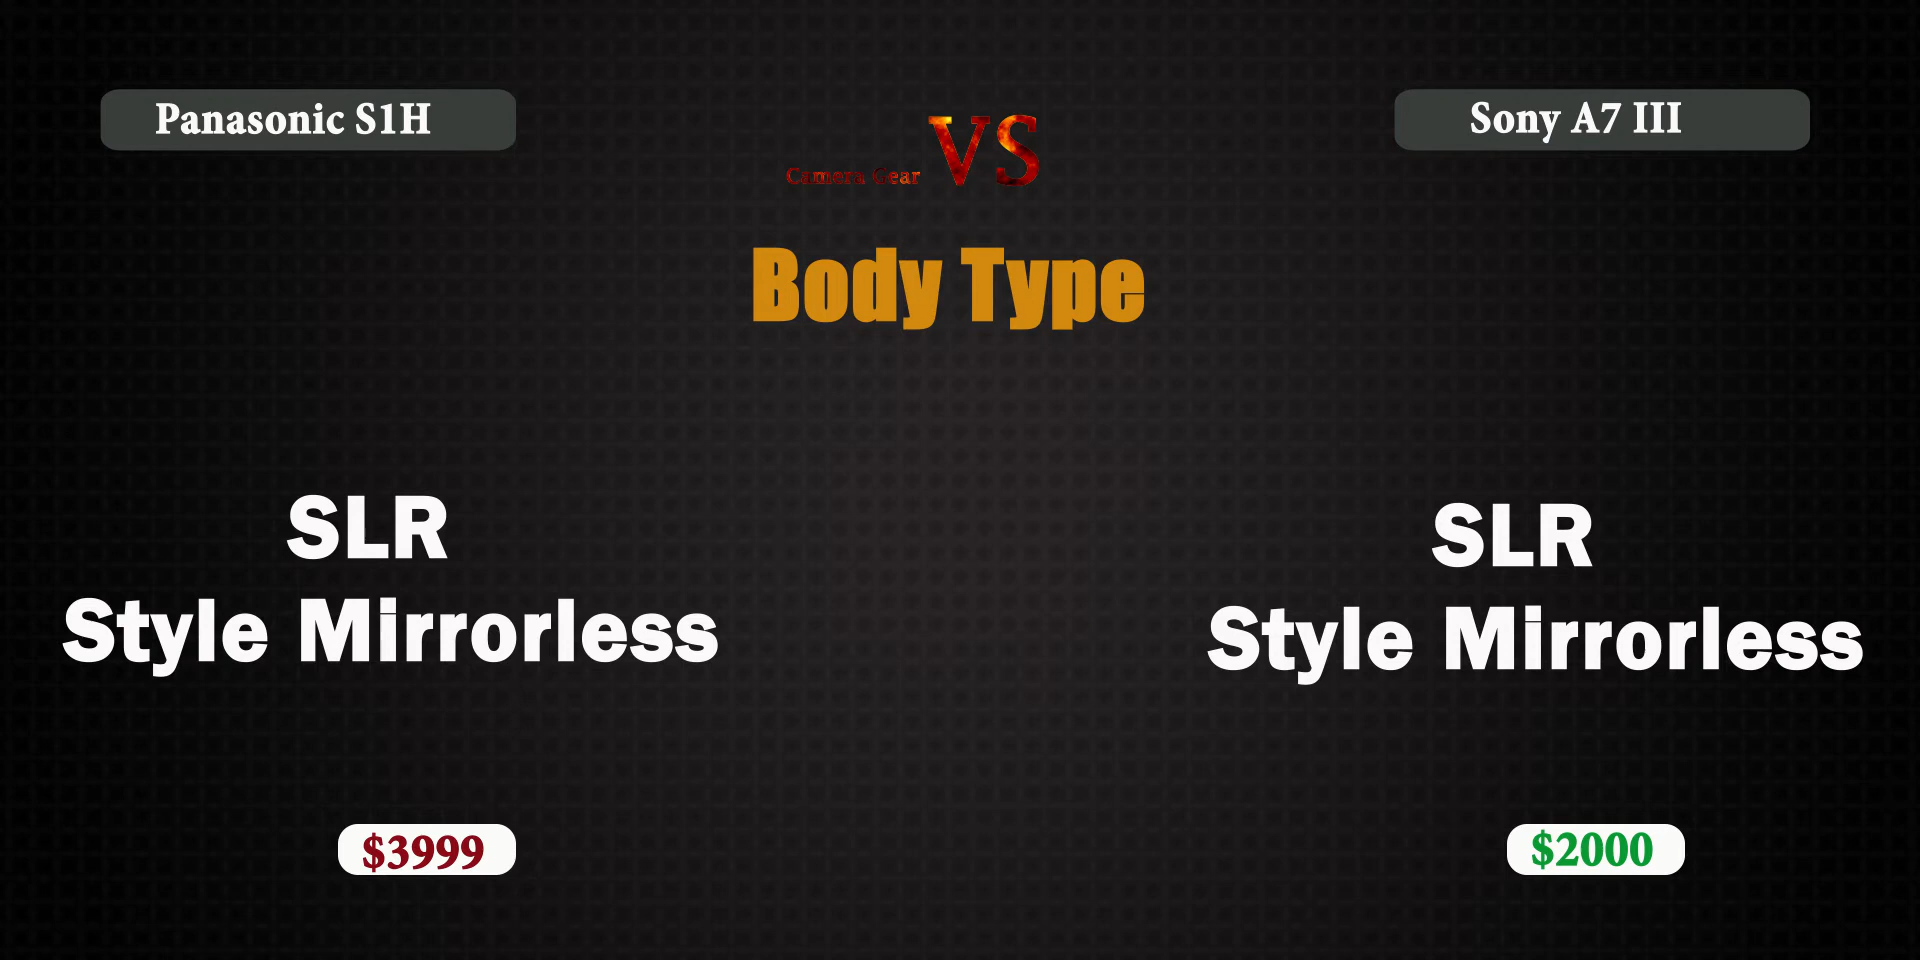 Panasonic S1H
Camera Gear VS
Sony A7 III
Body Type
SLR
Style Mirrorless
SLR
Style Mirrorless
$3999
$2000